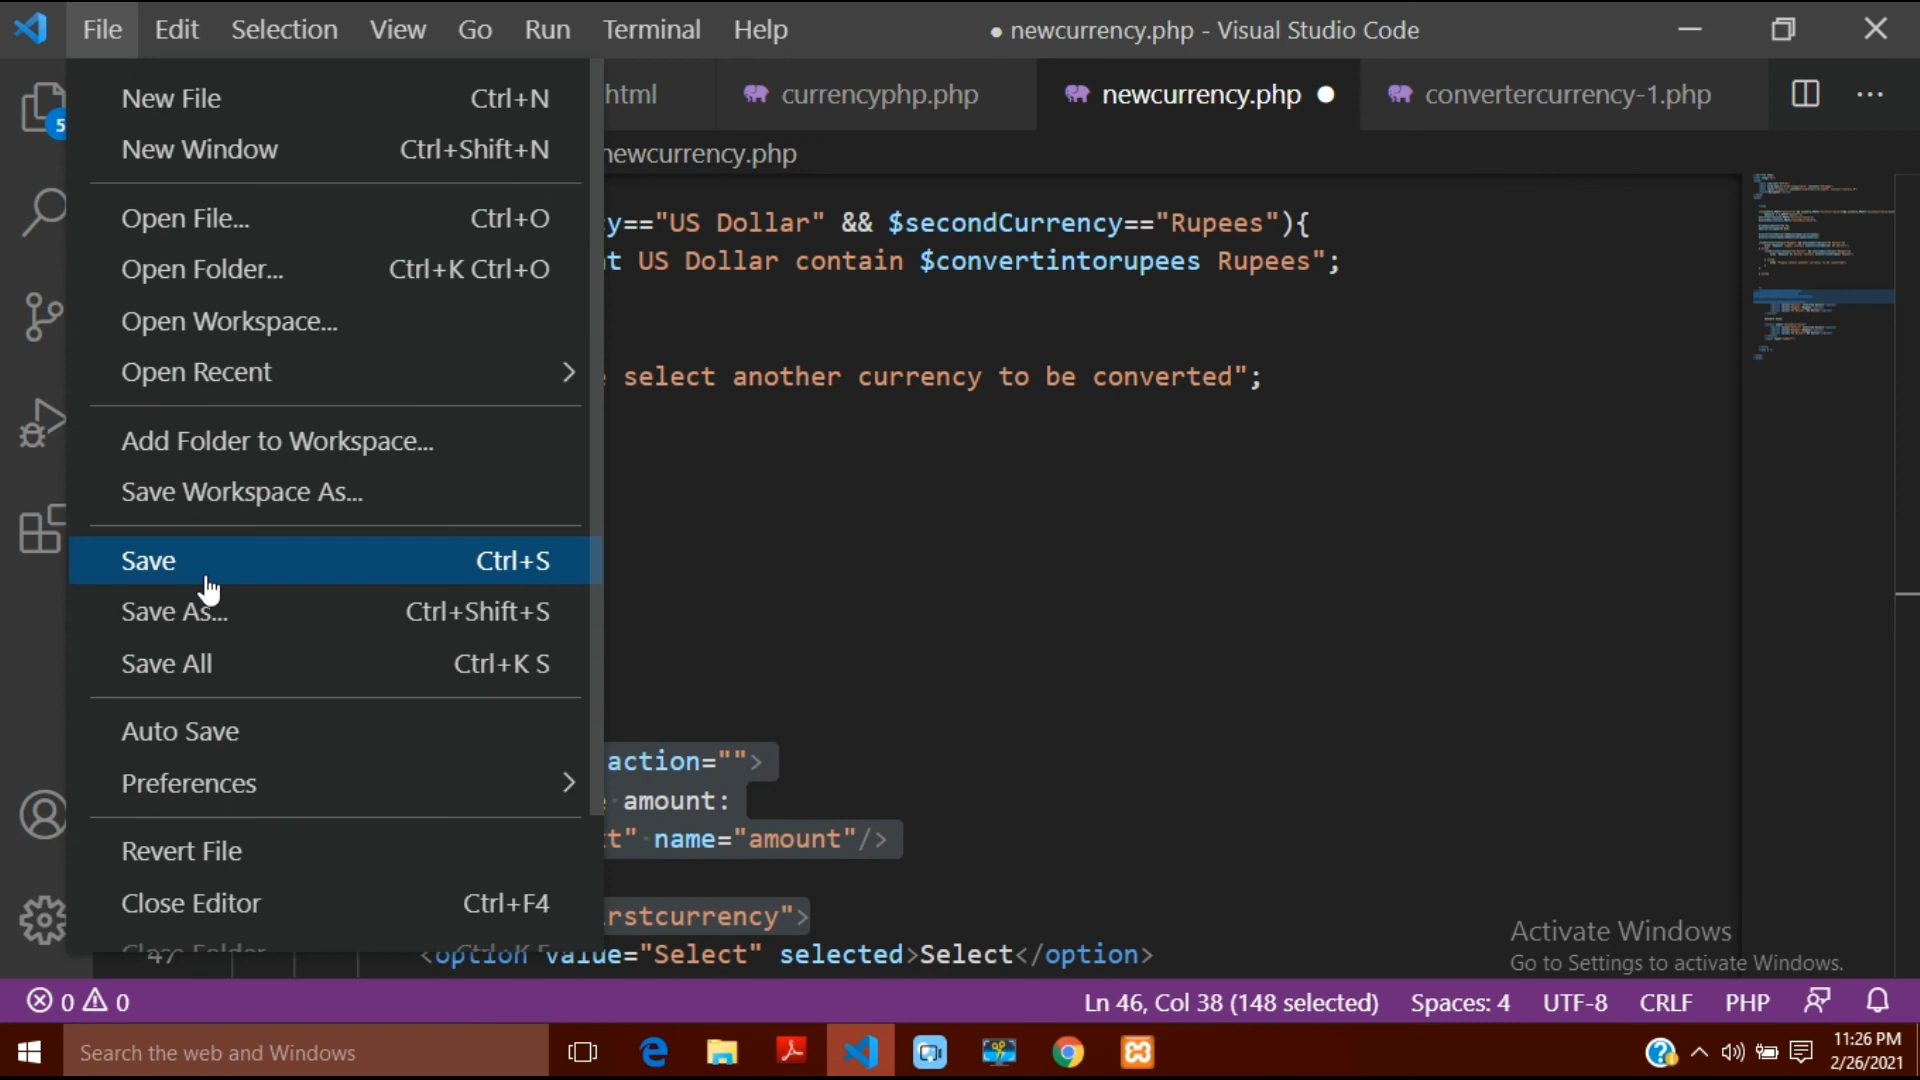 File Edit Selection View Go Run Terminal Help
● newcurrency.php - Visual Studio Code
html currencyphp.php newcurrency.php convertercurrency-1.php
newcurrency.php
5
New File Ctrl+N
New Window Ctrl+Shift+N
Open File... Ctrl+O
Open Folder... Ctrl+K Ctrl+O
Open Workspace...
Open Recent
Add Folder to Workspace...
Save Workspace As...
Save Ctrl+S
Save As... Ctrl+Shift+S
Save All Ctrl+K S
Auto Save
Preferences
Revert File
Close Editor Ctrl+F4
Close Folder Ctrl+K F
y=="US Dollar" && $secondCurrency=="Rupees"){
t US Dollar contain $convertintorupees Rupees";
select another currency to be converted";
action="">
amount:
t" name="amount"/>
rstcurrency">
47 <option value="Select" selected>Select</option>
Activate Windows
Go to Settings to activate Windows.
0 0
Ln 46, Col 38 (148 selected) Spaces: 4 UTF-8 CRLF PHP
Search the web and Windows
11:26 PM
2/26/2021